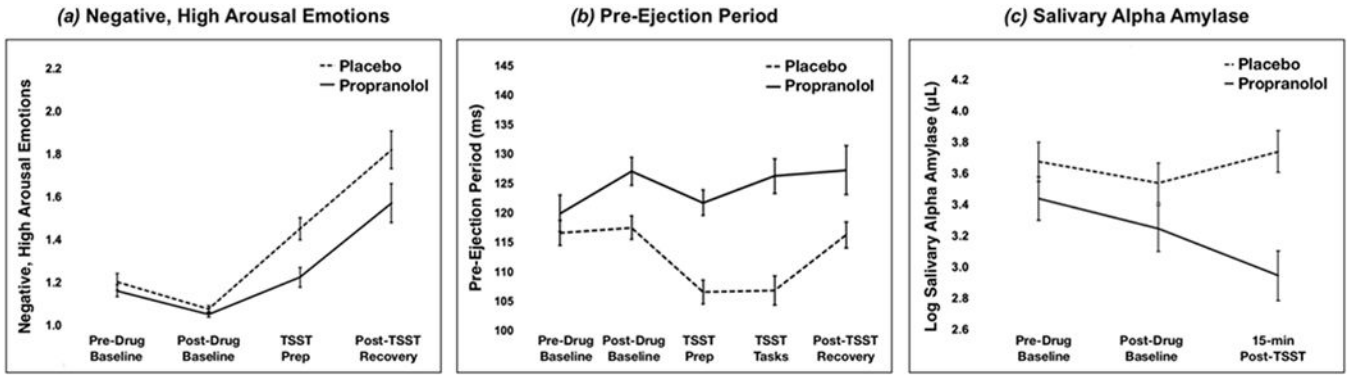 (a) Negative, High Arousal Emotions
Negative, High Arousal Emotions
2.2
2.0
1.8
1.6
1.4
1.2
1.0
Placebo
Propranolol
Pre-Drug
Baseline
Post-Drug
Baseline
TSST
Prep
Post-TSST
Recovery
(b) Pre-Ejection Period
Pre-Ejection Period (ms)
145
140
135
130
125
120
115
110
105
100
Placebo
Propranolol
Pre-Drug
Baseline
Post-Drug
Baseline
TSST
Prep
TSST
Tasks
Post-TSST
Recovery
(c) Salivary Alpha Amylase
Log Salivary Alpha Amylase (µL)
4.2
4.0
3.8
3.6
3.4
3.2
3.0
2.8
2.6
Placebo
Propranolol
Pre-Drug
Baseline
Post-Drug
Baseline
15-min
Post-TSST